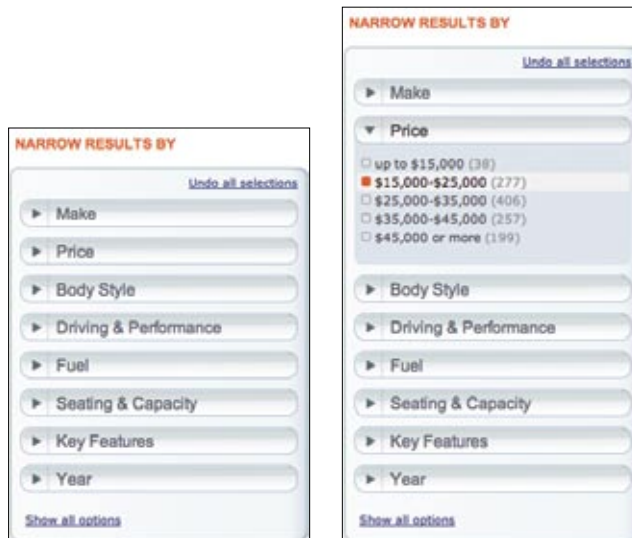 NARROW RESULTS BY
Undo all selections
Make
Price
Body Style
Driving & Performance
Fuel
Seating & Capacity
Key Features
Year
Show all options
NARROW RESULTS BY
Undo all selections
Make
Price
up to $15,000 (38)
$15,000-$25,000 (277)
$25,000-$35,000 (406)
$35,000-$45,000 (257)
$45,000 or more (199)
Body Style
Driving & Performance
Fuel
Seating & Capacity
Key Features
Year
Show all options